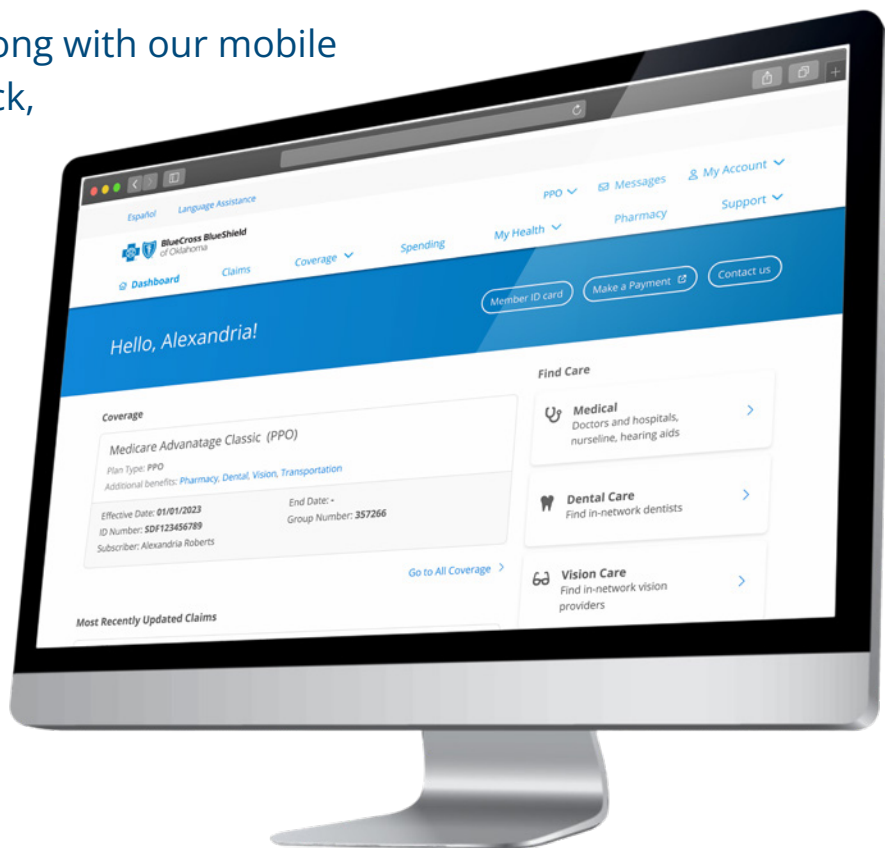 ong with our mobile
ck,
Español Language Assistance
PPO Messages My Account
BlueCross BlueShield
of Oklahoma
Dashboard Claims Coverage Spending My Health Pharmacy Support
Hello, Alexandria!
Member ID card Make a Payment Contact us
Coverage
Medicare Advanatage Classic (PPO)
Plan Type: PPO
Additional benefits: Pharmacy, Dental, Vision, Transportation
Effective Date: 01/01/2023 End Date: -
ID Number: SDF123456789 Group Number: 357266
Subscriber: Alexandria Roberts
Go to All Coverage
Most Recently Updated Claims
Find Care
Medical
Doctors and hospitals,
nurseline, hearing aids
Dental Care
Find in-network dentists
Vision Care
Find in-network vision
providers